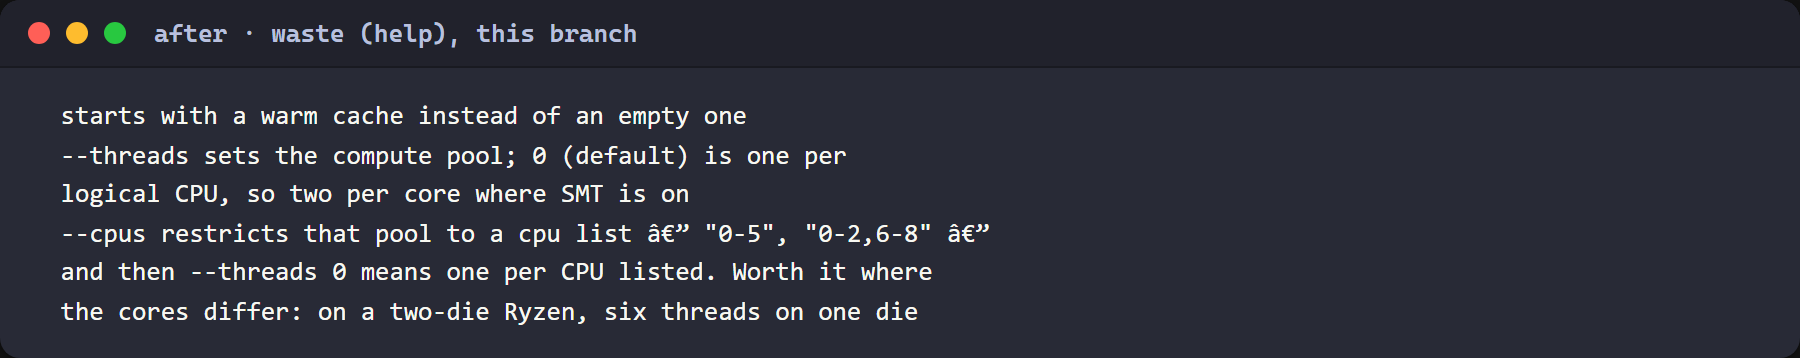 after · waste (help), this branch
starts with a warm cache instead of an empty one
--threads sets the compute pool; 0 (default) is one per
logical CPU, so two per core where SMT is on
--cpus restricts that pool to a cpu list â€” "0-5", "0-2,6-8" â€”
and then --threads 0 means one per CPU listed. Worth it where
the cores differ: on a two-die Ryzen, six threads on one die